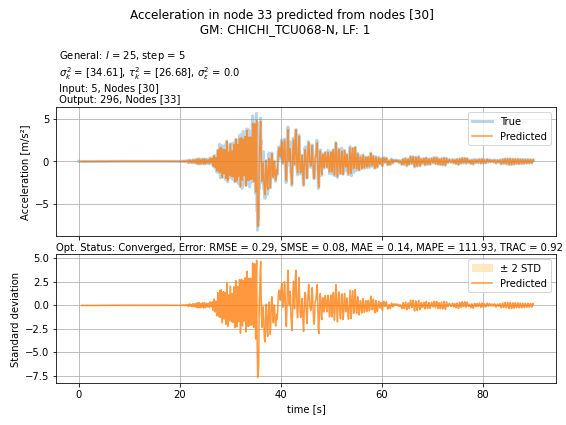 Acceleration in node 33 predicted from nodes [30]
GM: CHICHI_TCU068-N, LF: 1
General: l = 25, step = 5
σ²ₖ = [34.61], τ²ₖ = [26.68], σ²ε = 0.0
Input: 5, Nodes [30]
Output: 296, Nodes [33]
Acceleration [m/s²]
5
0
−5
True
Predicted
Opt. Status: Converged, Error: RMSE = 0.29, SMSE = 0.08, MAE = 0.14, MAPE = 111.93, TRAC = 0.92
Standard deviation
5.0
2.5
0.0
−2.5
−5.0
−7.5
± 2 STD
Predicted
0 20 40 60 80
time [s]